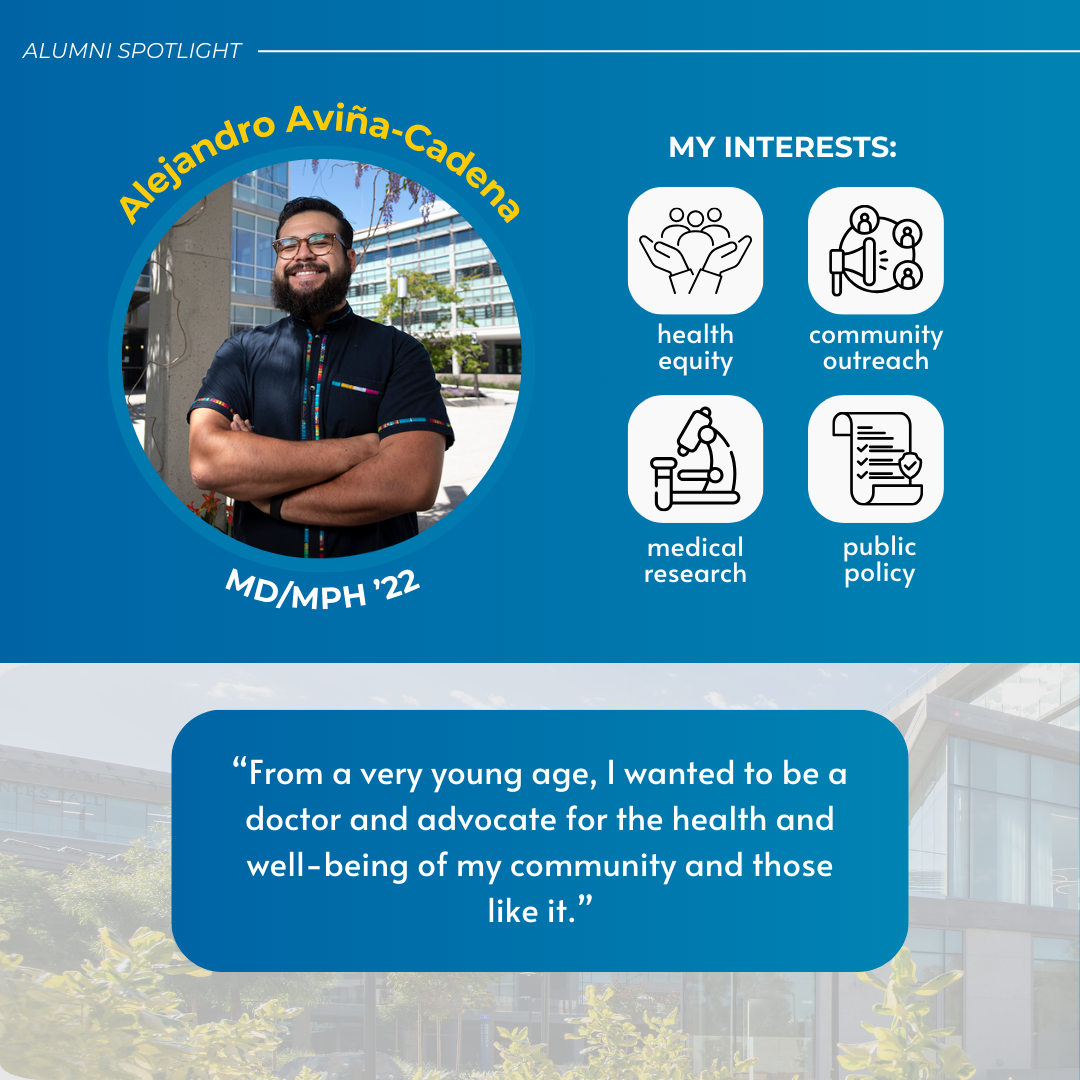 ALUMNI SPOTLIGHT
Alejandro Aviña-Cadena
MD/MPH ’22
MY INTERESTS:
health
equity
community
outreach
medical
research
public
policy
“From a very young age, I wanted to be a
doctor and advocate for the health and
well-being of my community and those
like it.”